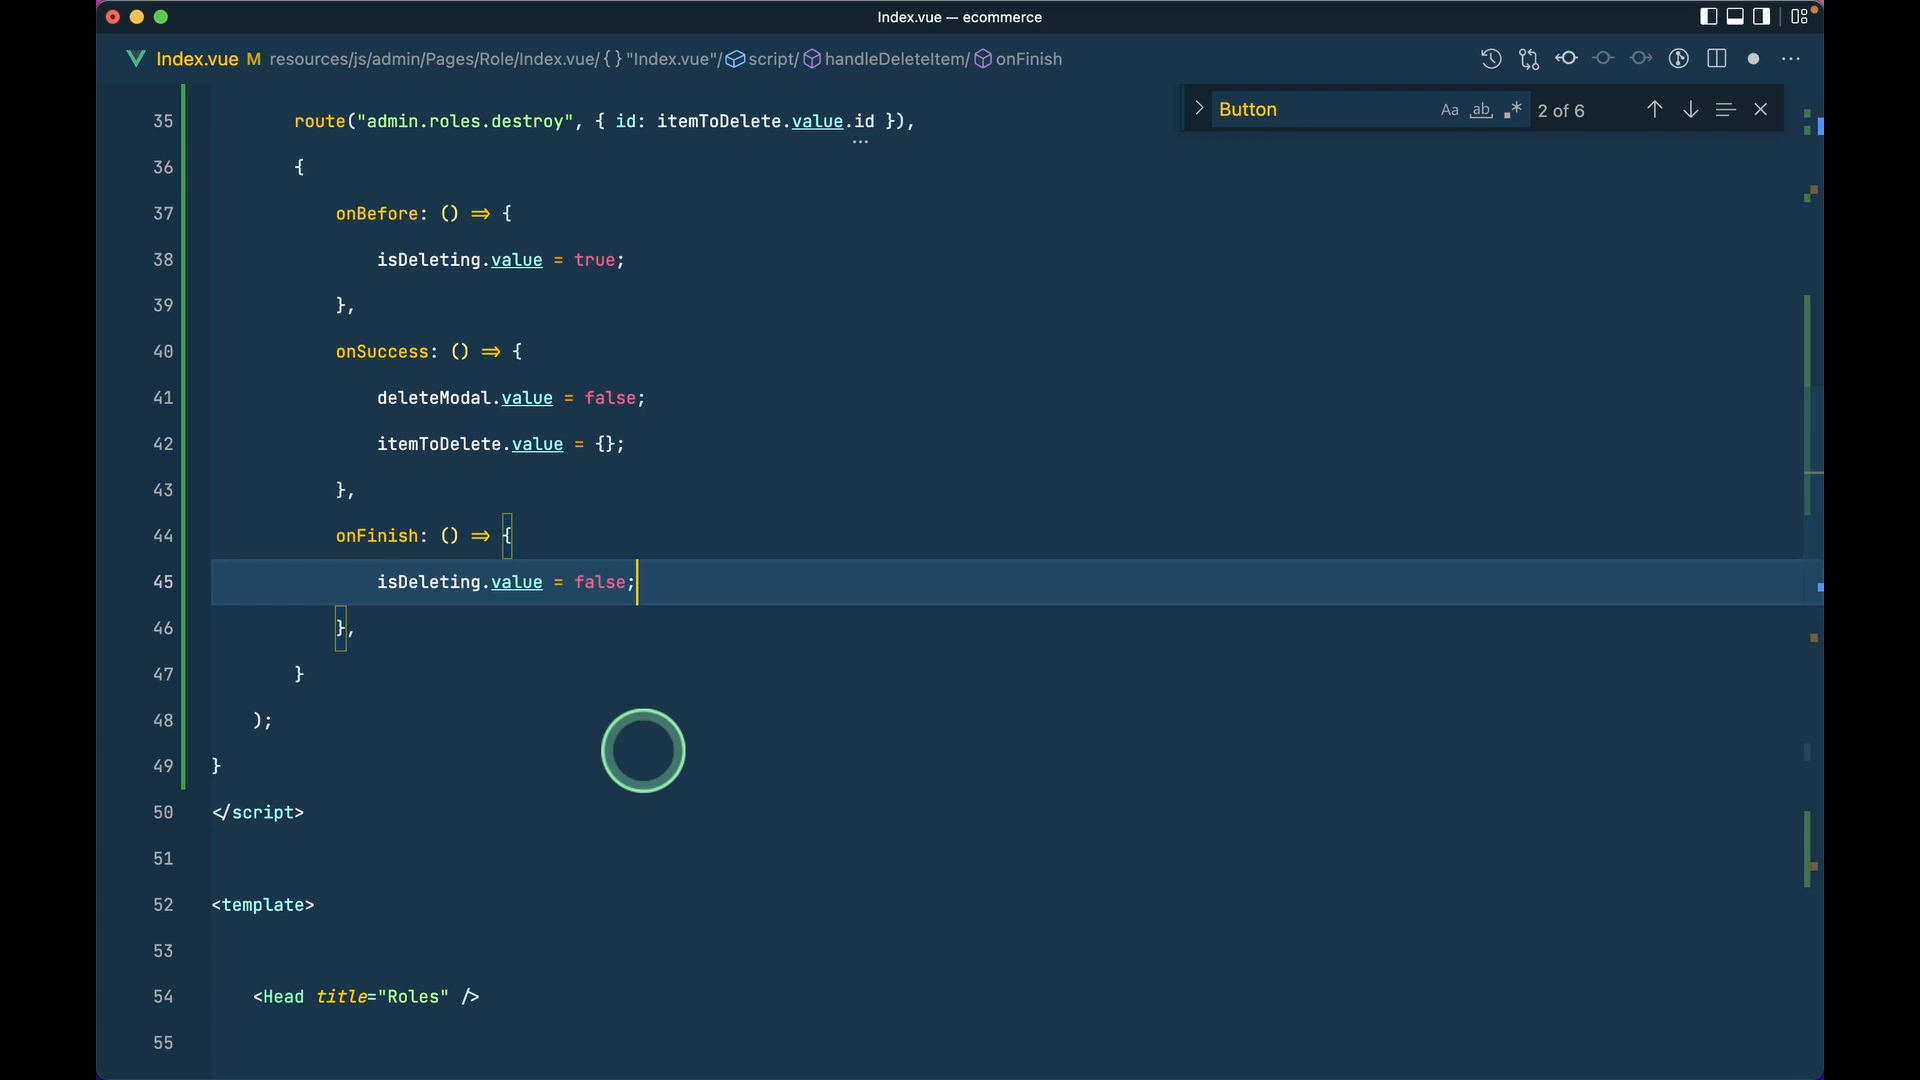 Index.vue — ecommerce
Index.vue M resources/js/admin/Pages/Role/Index.vue/{ } "Index.vue"/ script/ handleDeleteItem/ onFinish
Button Aa ab .* 2 of 6
35 route("admin.roles.destroy", { id: itemToDelete.value.id }),
36 {
37 onBefore: () => {
38 isDeleting.value = true;
39 },
40 onSuccess: () => {
41 deleteModal.value = false;
42 itemToDelete.value = {};
43 },
44 onFinish: () => {
45 isDeleting.value = false;
46 },
47 }
48 );
49 }
50 </script>
51
52 <template>
53
54 <Head title="Roles" />
55